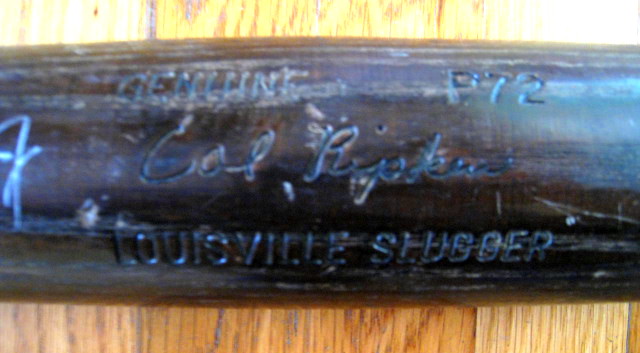 GENUINE P72
Cal Ripken
LOUISVILLE SLUGGER